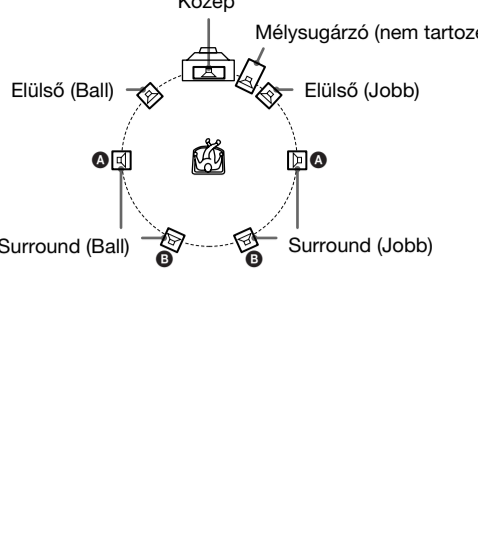 Közép
Mélysugárzó (nem
Elülső (Ball)
Elülső (Jobb)
A
A
Surround (Ball)
Surround (Jobb)
B
B